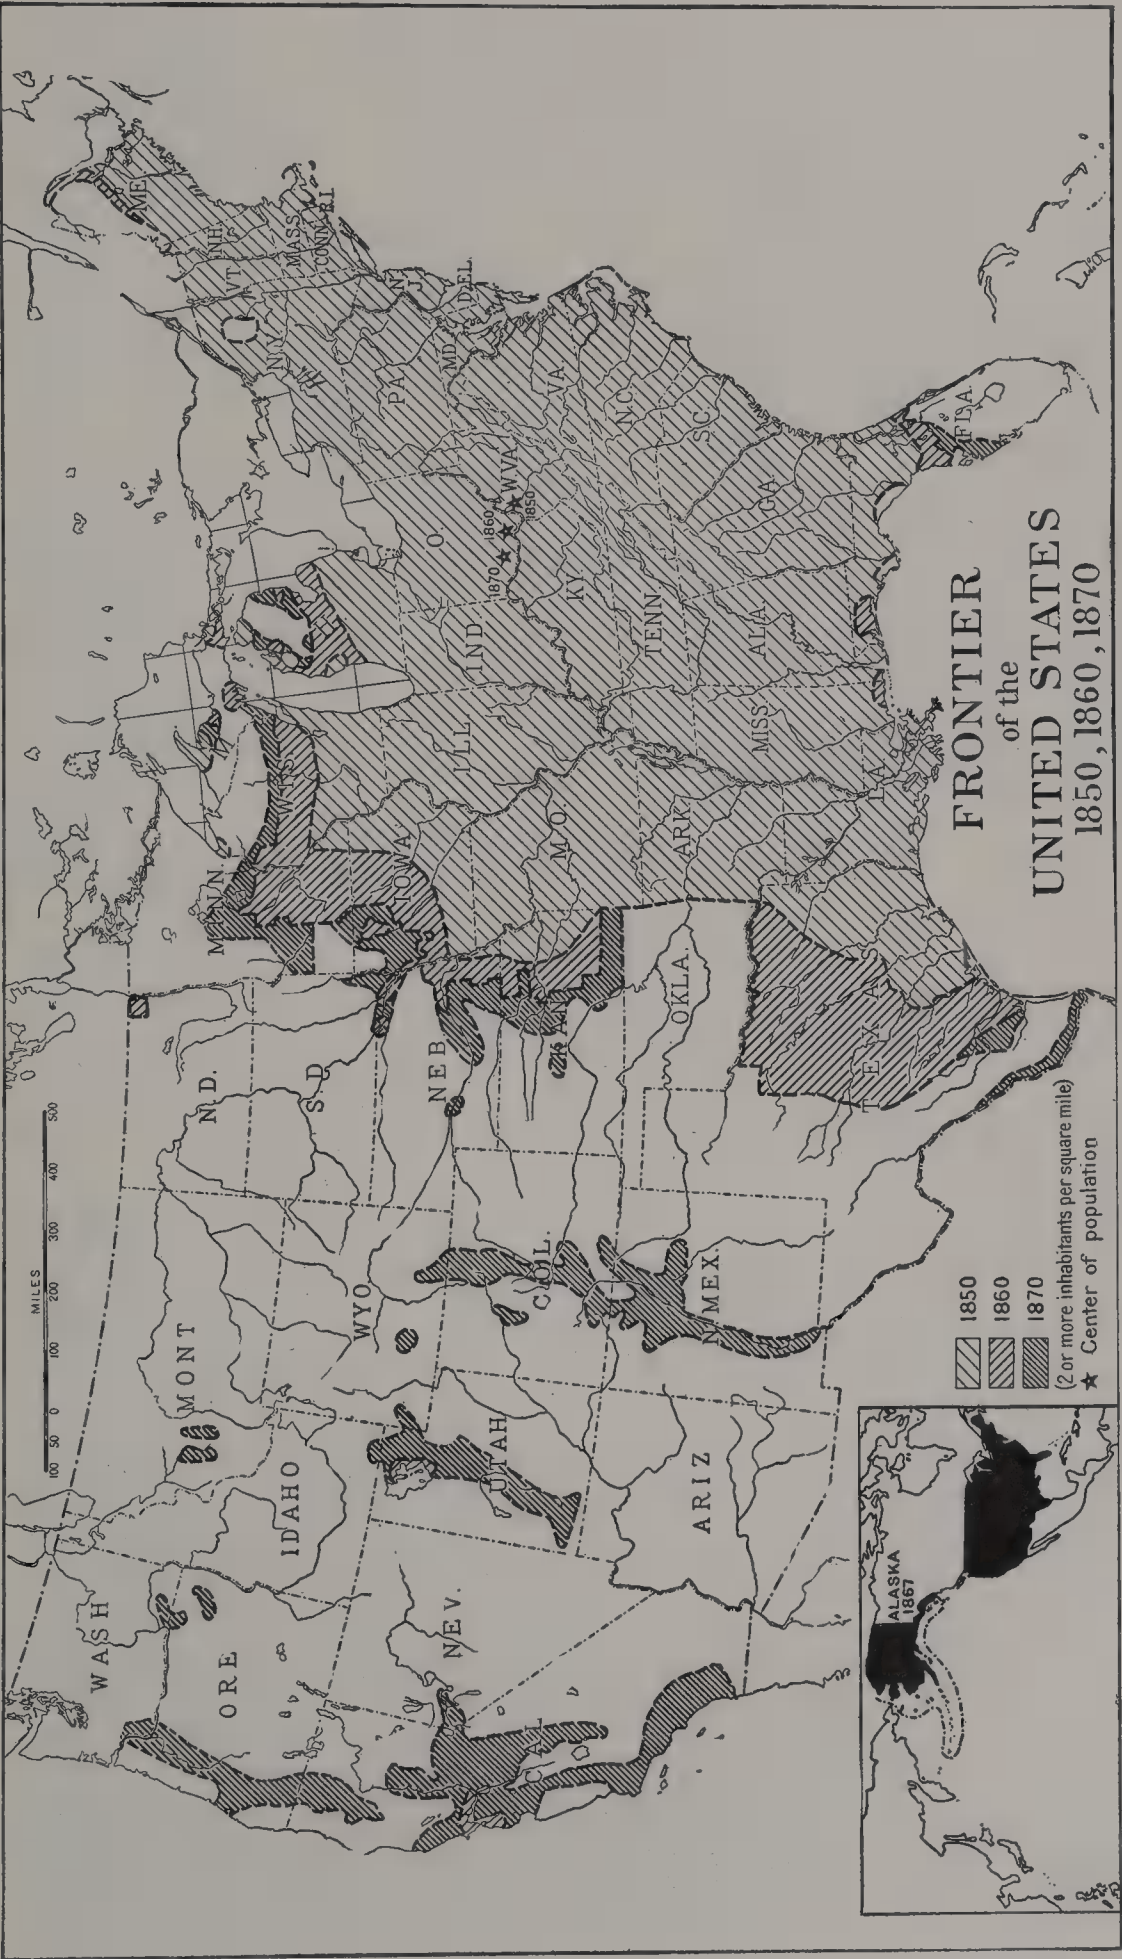 FRONTIER
of the
UNITED STATES
1850, 1860, 1870
MILES
100 50 0 100 200 300 400 500
WASH
ORE
IDAHO
MONT
N.D.
S.D
WYO
NEB
NEV.
UTAH
COL.
KAN
CAL
ARIZ
N. MEX.
OKLA.
TEXAS
MINN.
WIS
IOWA
MO
ARK.
LA
ILL
IND
O.
KY
TENN
MISS
ALA
GA
FLA
S.C.
N.C.
VA
W.VA
MD
DEL.
PA
N.J.
N.Y.
CONN
R.I.
MASS
VT
N.H.
ME
1870
1860
1850
1850
1860
1870
(2 or more inhabitants per square mile)
★ Center of population
ALASKA
1867